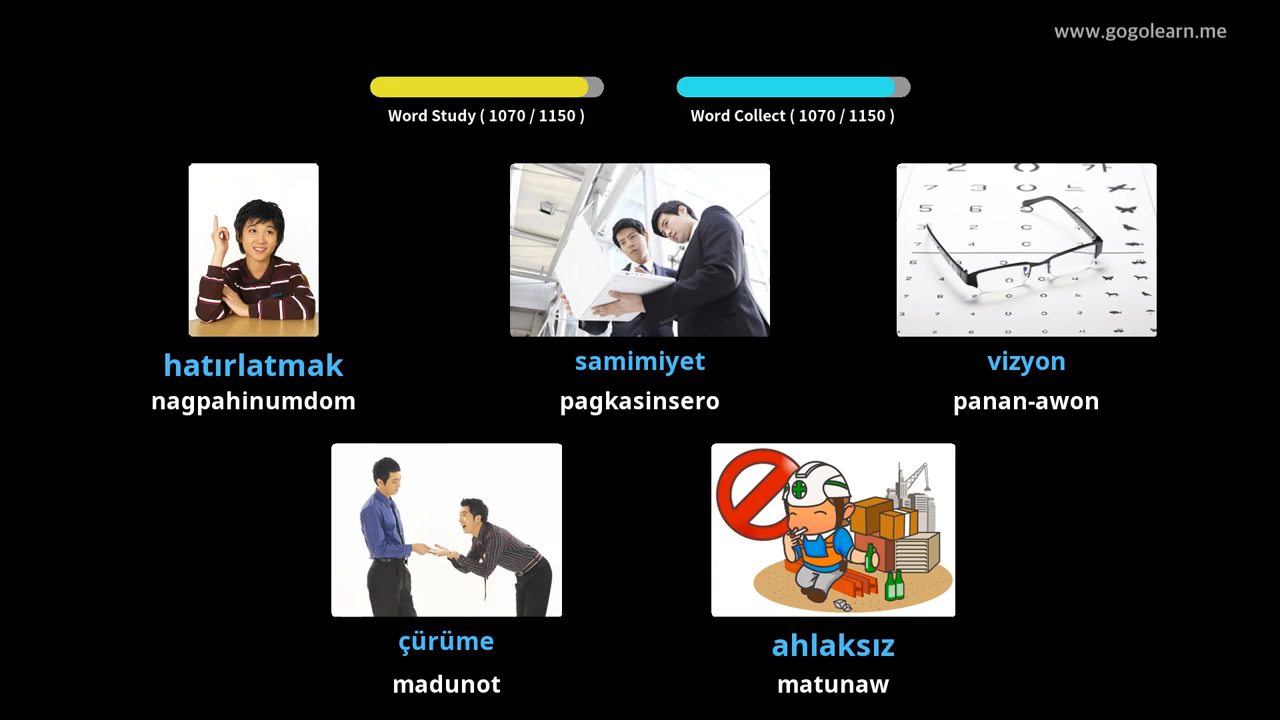 www.gogolearn.me
Word Study ( 1070 / 1150 )
Word Collect ( 1070 / 1150 )
hatırlatmak
nagpahinumdom
samimiyet
pagkasinsero
vizyon
panan-awon
çürüme
madunot
ahlaksız
matunaw